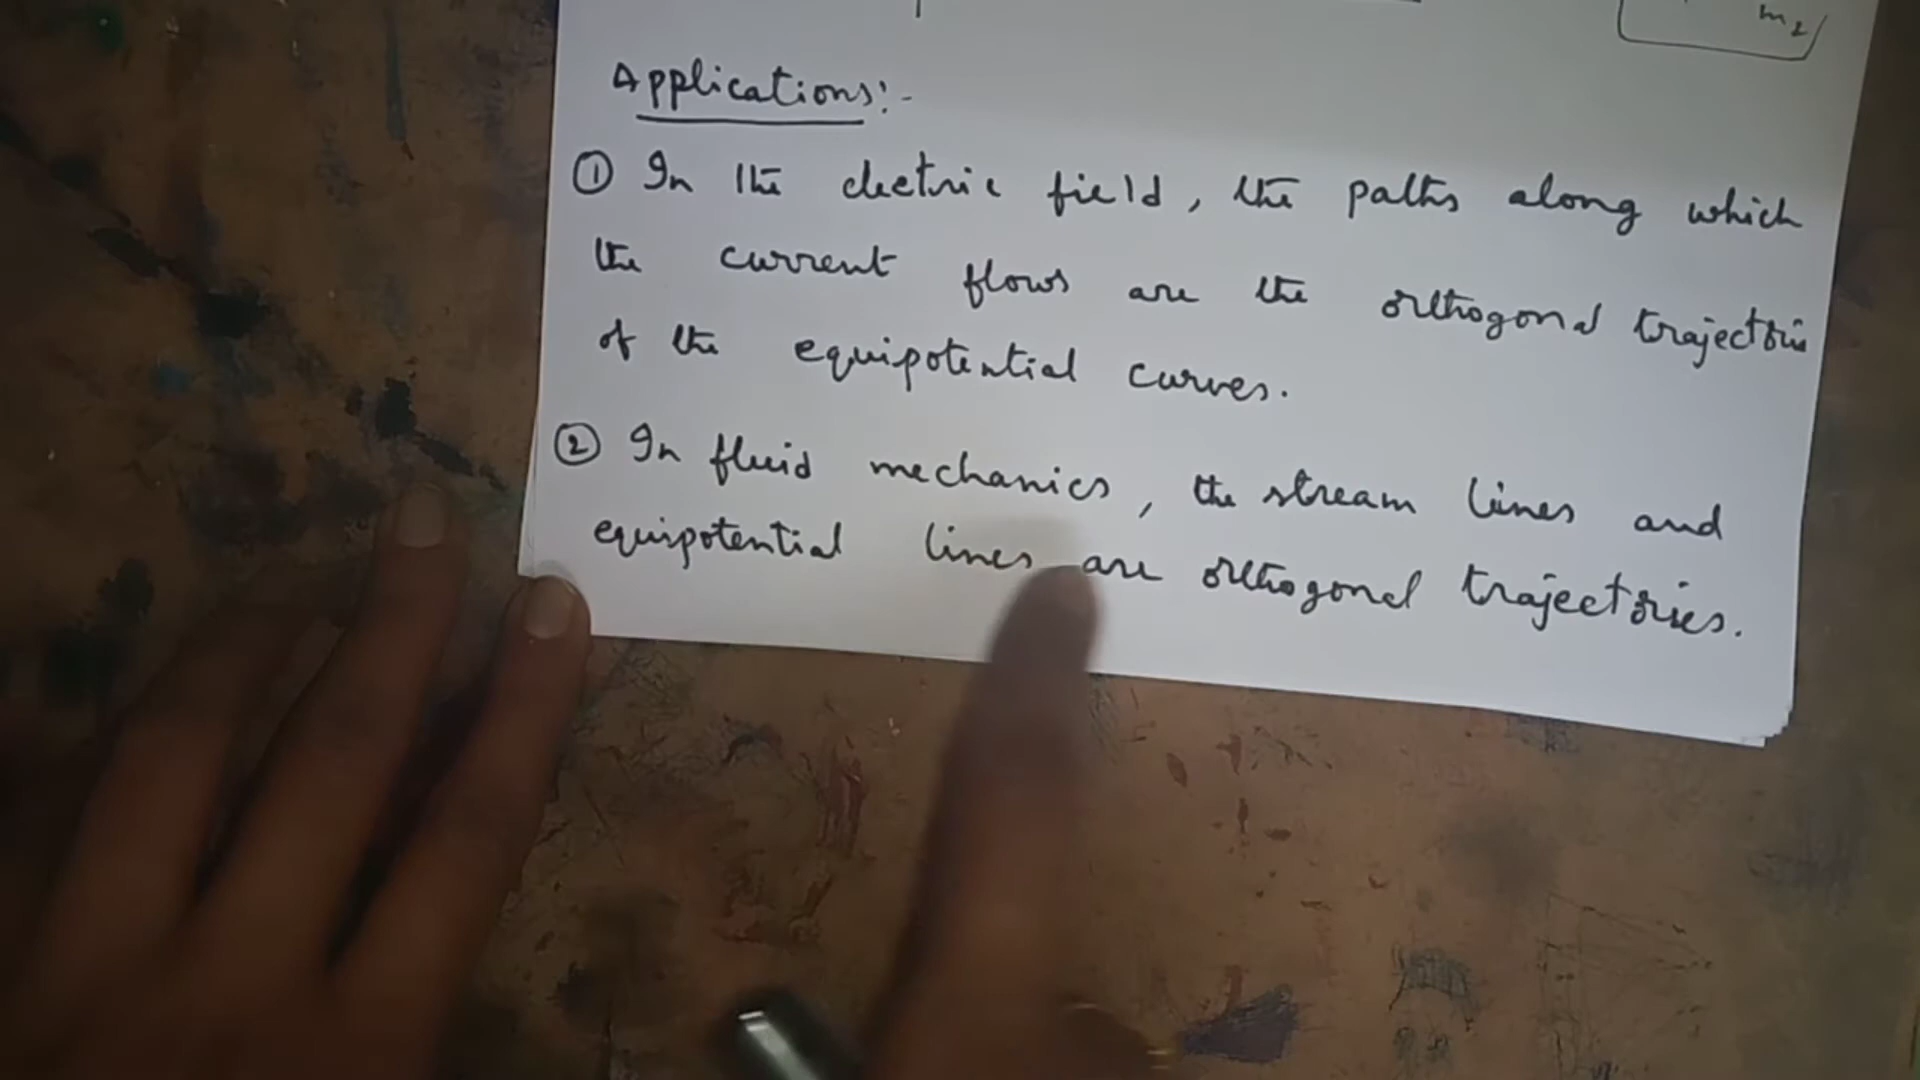 m2
Applications:-
① In the electric field, the paths along which
the current flows are the orthogonal trajectories
of the equipotential curves.
② In fluid mechanics, the stream lines and
equipotential lines are orthogonal trajectories.